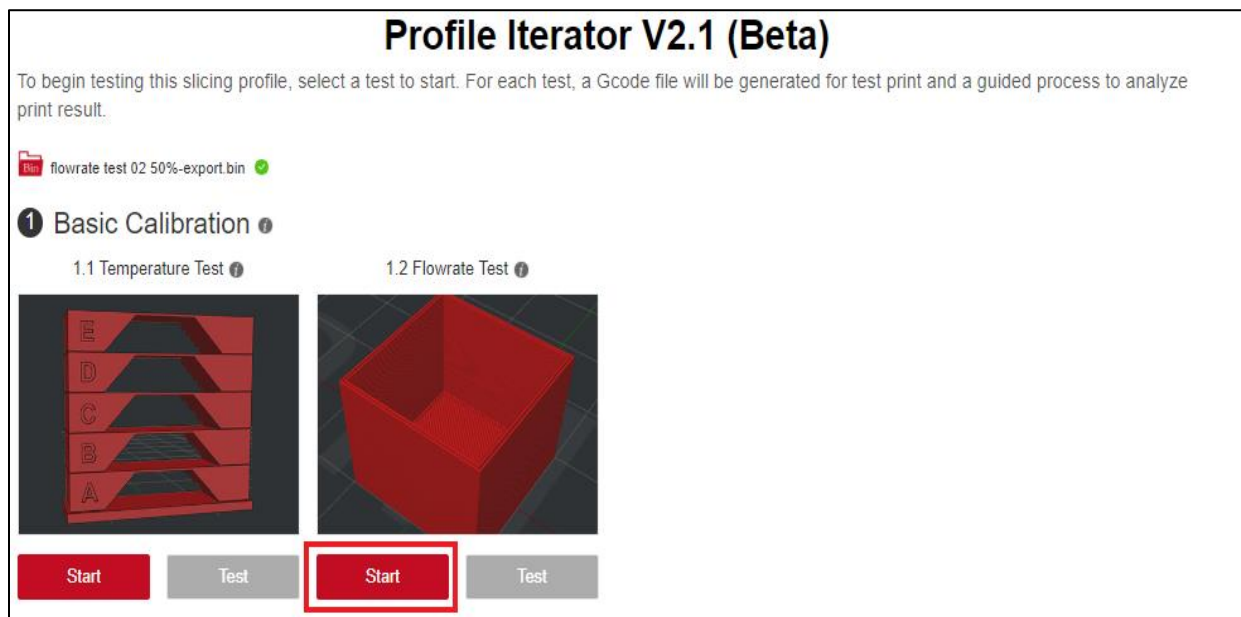 Profile Iterator V2.1 (Beta)
To begin testing this slicing profile, select a test to start. For each test, a Gcode file will be generated for test print and a guided process to analyze
print result.
Bin flowrate test 02 50%-export.bin
1 Basic Calibration i
1.1 Temperature Test i 1.2 Flowrate Test i
E
D
C
B
A
Start Test Start Test